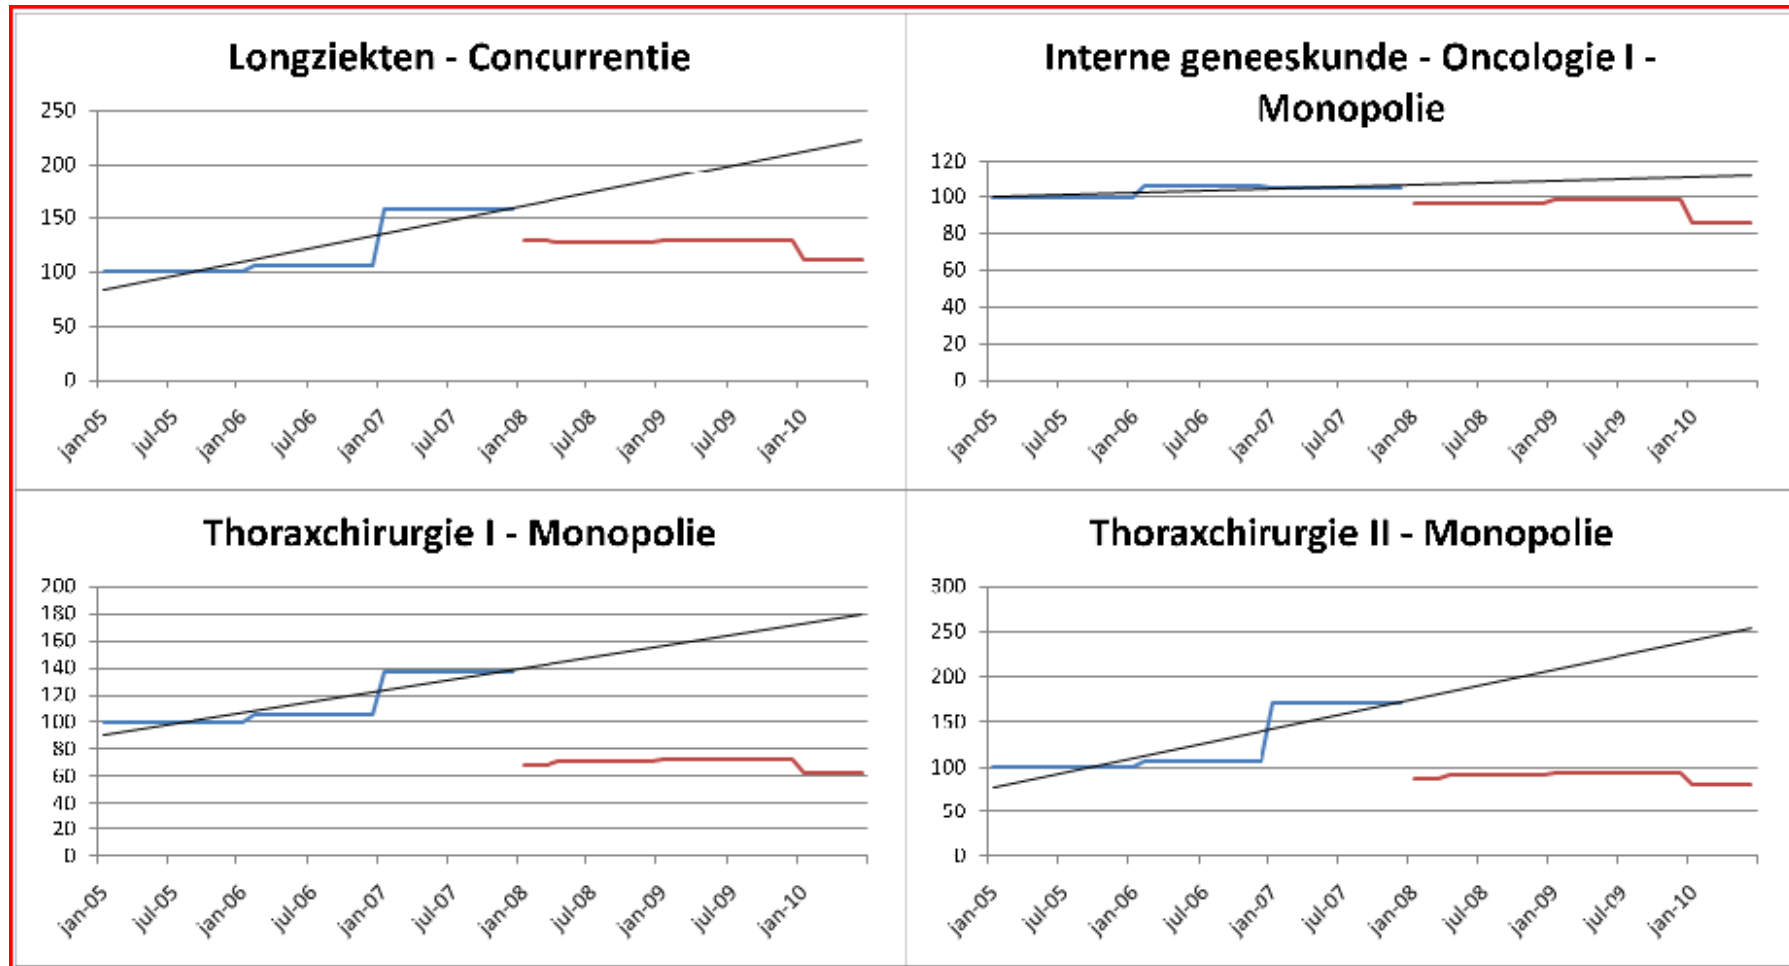 Longziekten - Concurrentie
250
200
150
100
50
0
jan-05
jul-05
jan-06
jul-06
jan-07
jul-07
jan-08
jul-08
jan-09
jul-09
jan-10
Interne geneeskunde - Oncologie I -
Monopolie
120
100
80
60
40
20
0
jan-05
jul-05
jan-06
jul-06
jan-07
jul-07
jan-08
jul-08
jan-09
jul-09
jan-10
Thoraxchirurgie I - Monopolie
200
180
160
140
120
100
80
60
40
20
0
jan-05
jul-05
jan-06
jul-06
jan-07
jul-07
jan-08
jul-08
jan-09
jul-09
jan-10
Thoraxchirurgie II - Monopolie
300
250
200
150
100
50
0
jan-05
jul-05
jan-06
jul-06
jan-07
jul-07
jan-08
jul-08
jan-09
jul-09
jan-10